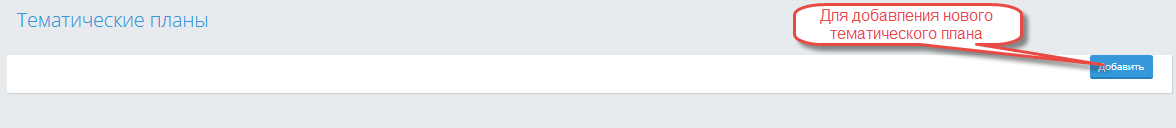 Тематические планы
Для добавления нового
тематического плана
Добавить